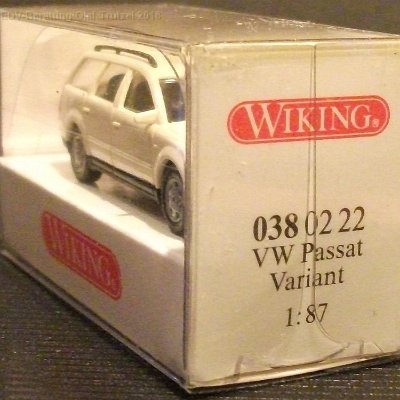 WIKING®
038 02 22
VW Passat
Variant
1:87
WIKING®